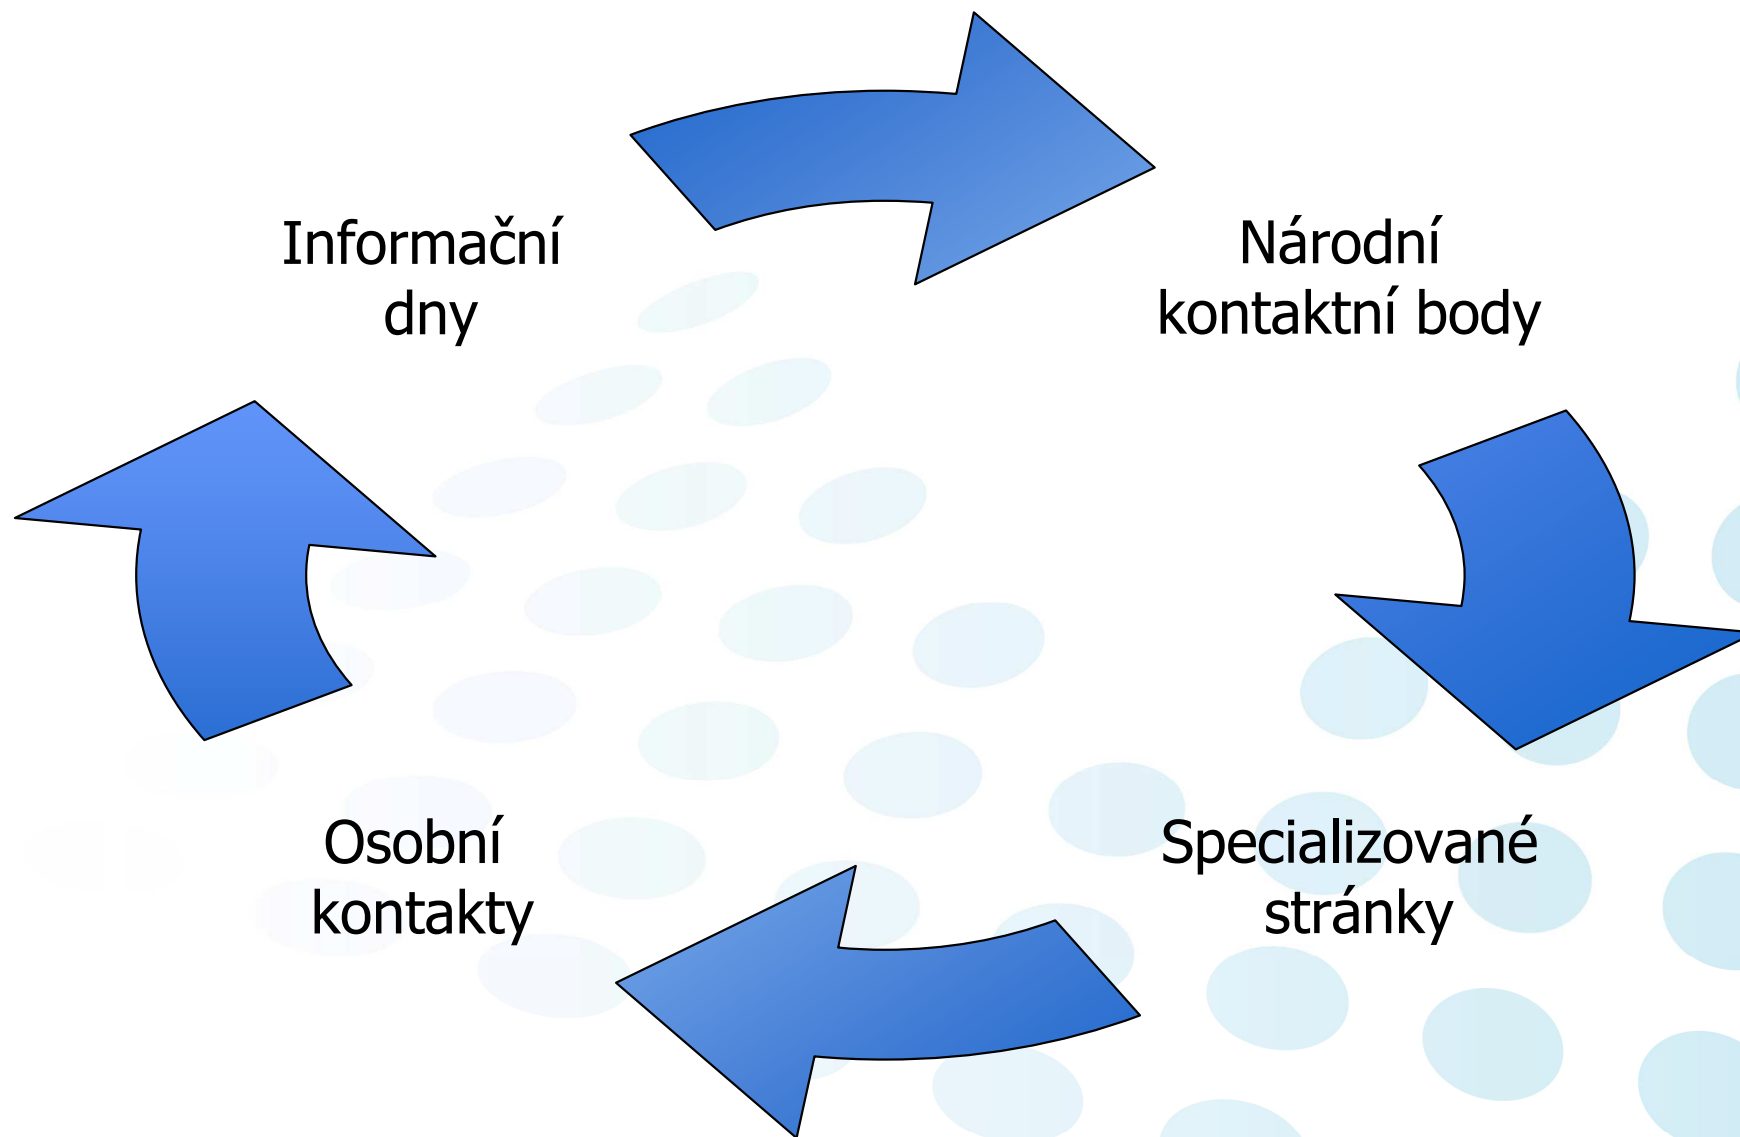 Informační
dny
Národní
kontaktní body
Osobní
kontakty
Specializované
stránky